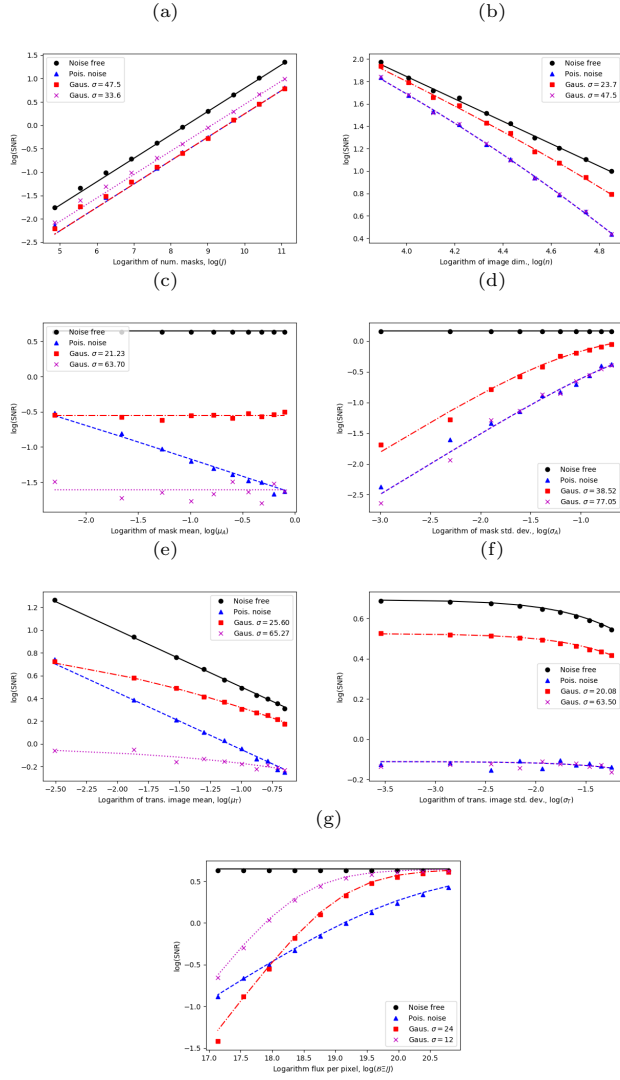 (a)
(b)
Noise free
Pois. noise
Gaus. σ = 47.5
Gaus. σ = 33.6
1.5
1.0
0.5
0.0
−0.5
−1.0
−1.5
−2.0
−2.5
log(SNR)
5 6 7 8 9 10 11
Logarithm of num. masks, log(J)
Noise free
Pois. noise
Gaus. σ = 23.7
Gaus. σ = 47.5
2.0
1.8
1.6
1.4
1.2
1.0
0.8
0.6
0.4
log(SNR)
4.0 4.2 4.4 4.6 4.8
Logarithm of image dim., log(n)
(c)
(d)
Noise free
Pois. noise
Gaus. σ = 21.23
Gaus. σ = 63.70
0.5
0.0
−0.5
−1.0
−1.5
log(SNR)
−2.0 −1.5 −1.0 −0.5 0.0
Logarithm of mask mean, log(μA)
0.0
−0.5
−1.0
−1.5
−2.0
−2.5
log(SNR)
Noise free
Pois. noise
Gaus. σ = 38.52
Gaus. σ = 77.05
−3.0 −2.5 −2.0 −1.5 −1.0
Logarithm of mask std. dev., log(σA)
(e)
(f)
Noise free
Pois. noise
Gaus. σ = 25.60
Gaus. σ = 65.27
1.2
1.0
0.8
0.6
0.4
0.2
0.0
−0.2
log(SNR)
−2.50 −2.25 −2.00 −1.75 −1.50 −1.25 −1.00 −0.75
Logarithm of trans. image mean, log(μT)
0.6
0.4
0.2
0.0
−0.2
log(SNR)
Noise free
Pois. noise
Gaus. σ = 20.08
Gaus. σ = 63.50
−3.5 −3.0 −2.5 −2.0 −1.5
Logarithm of trans. image std. dev., log(σT)
(g)
0.5
0.0
−0.5
−1.0
−1.5
log(SNR)
Noise free
Pois. noise
Gaus. σ = 24
Gaus. σ = 12
17.0 17.5 18.0 18.5 19.0 19.5 20.0 20.5
Logarithm flux per pixel, log(n̄Ξ/J)